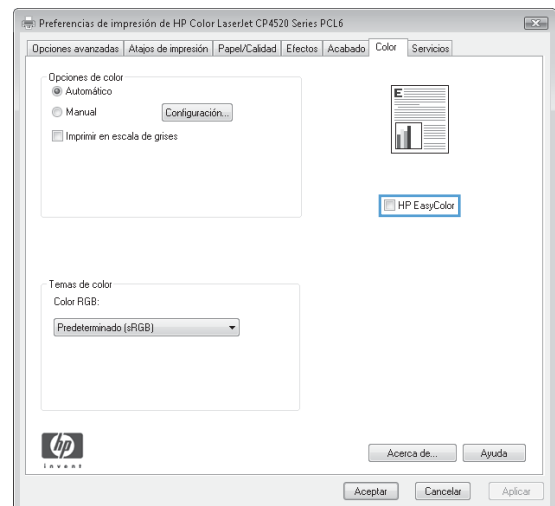 Preferencias de impresión de HP Color LaserJet CP4520 Series PCL6
Opciones avanzadas Atajos de impresión Papel/Calidad Efectos Acabado Color Servicios
Opciones de color
Automático
Manual Configuración...
Imprimir en escala de grises
E
HP EasyColor
Temas de color
Color RGB:
Predeterminado (sRGB)
hp
invent
Acerca de... Ayuda
Aceptar Cancelar Aplicar